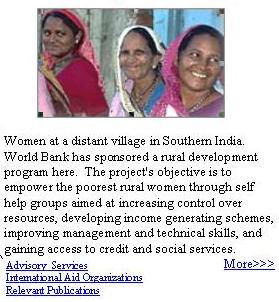 Women at a distant village in Southern India.
World Bank has sponsored a rural development
program here. The project's objective is to
empower the poorest rural women through self
help groups aimed at increasing control over
resources, developing income generating schemes,
improving management and technical skills, and
gaining access to credit and social services.
Advisory Services
More>>>
International Aid Organizations
Relevant Publications